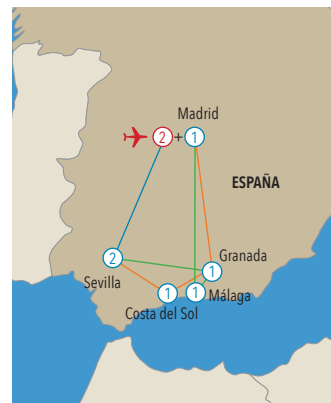 Madrid
2 + 1
ESPAÑA
Granada
1
2
Sevilla
1
1
Málaga
Costa del Sol